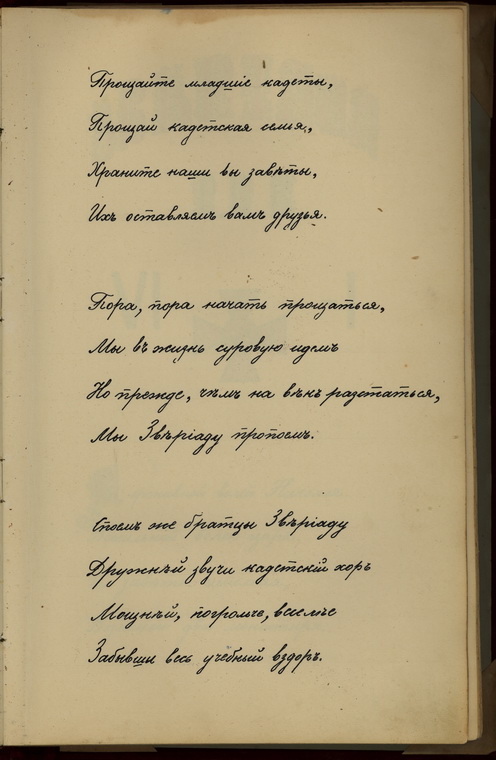 Прощайте младшіе кадеты,
Прощай кадетская семья,
Храните наши вы завѣты,
Ихъ оставляемъ вамъ друзья.
Пора, пора начать прощаться,
Мы въ жизнь суровую идемъ
Но прежде, чѣмъ на вѣкъ разстаться,
Мы Звѣріаду пропоемъ.
Споемъ же братцы Звѣріаду
Дружнѣй звучи кадетскій хоръ
Мощнѣй, погромче, веселѣе
Забывши весь учебный вздоръ.